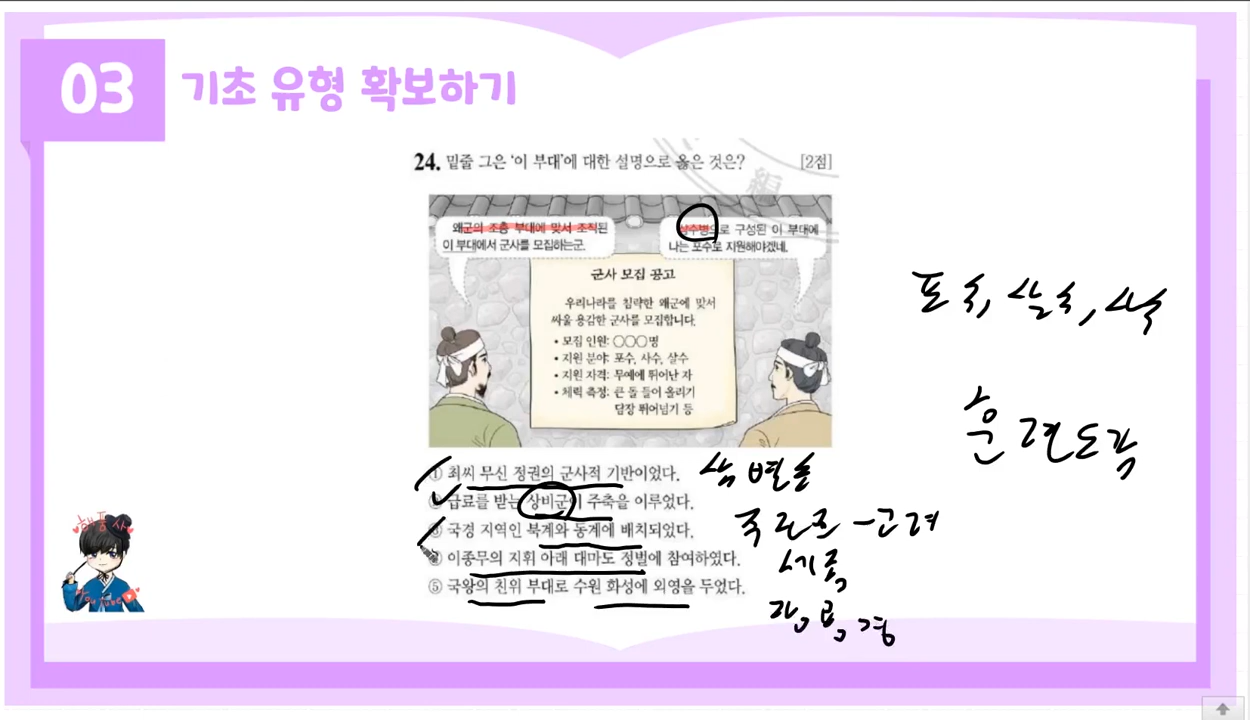 03 기초 유형 확보하기
24. 밑줄 그은 '이 부대'에 대한 설명으로 옳은 것은? [2점]
왜군의 조총 부대에 맞서 조직된
이 부대에서 군사를 모집하는군.
삼수병으로 구성된 이 부대에
나는 포수로 지원해야겠네.
군사 모집 공고
우리나라를 침략한 왜군에 맞서
싸울 용감한 군사를 모집합니다.
• 모집 인원: ○○○명
• 지원 분야: 포수, 사수, 살수
• 지원 자격: 무예에 뛰어난 자
• 체력 측정: 큰 돌 들어 올리기
담장 뛰어넘기 등
포수, 살수, 사수
훈련도감
① 최씨 무신 정권의 군사적 기반이었다. 삼별초
② 급료를 받는 상비군이 주축을 이루었다.
③ 국경 지역인 북계와 동계에 배치되었다. 주진군 - 고려
④ 이종무의 지휘 아래 대마도 정벌에 참여하였다. 세종
⑤ 국왕의 친위 부대로 수원 화성에 외영을 두었다. 장용영
해품사
YouTube